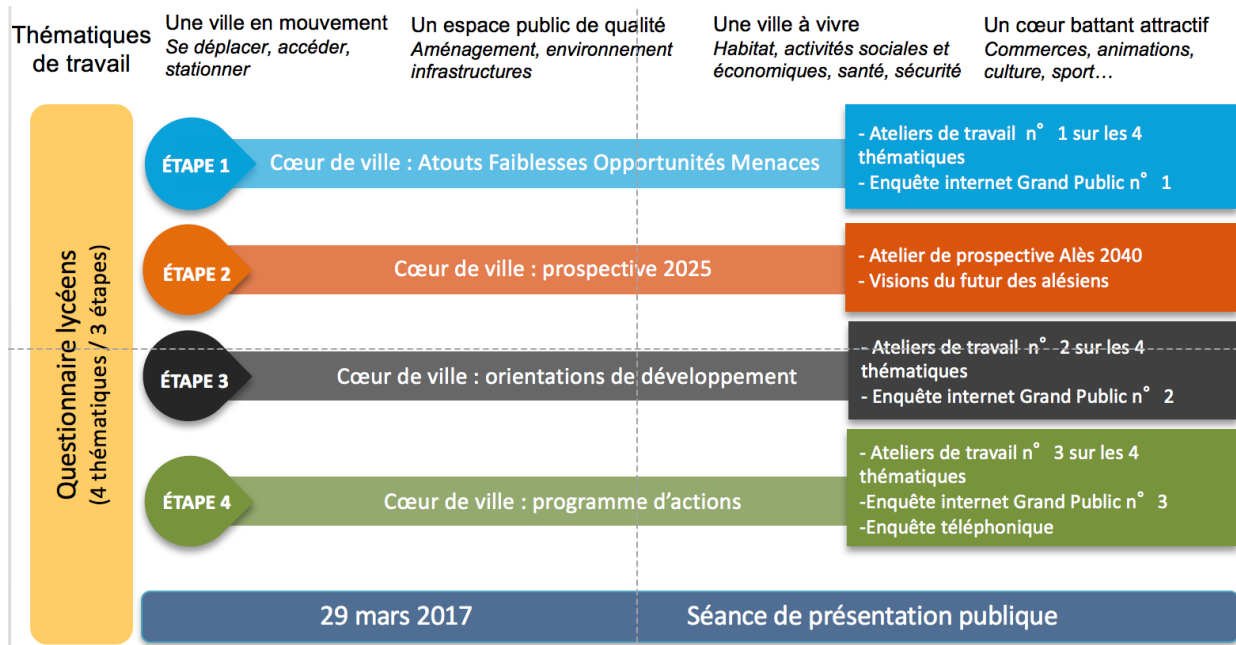 Thématiques
de travail
Une ville en mouvement
Se déplacer, accéder,
stationner
Un espace public de qualité
Aménagement, environnement
infrastructures
Une ville à vivre
Habitat, activités sociales et
économiques, santé, sécurité
Un cœur battant attractif
Commerces, animations,
culture, sport…
Questionnaire lycéens
(4 thématiques / 3 étapes)
ÉTAPE 1
Cœur de ville : Atouts Faiblesses Opportunités Menaces
- Ateliers de travail n° 1 sur les 4
thématiques
- Enquête internet Grand Public n° 1
ÉTAPE 2
Cœur de ville : prospective 2025
- Atelier de prospective Alès 2040
- Visions du futur des alésiens
ÉTAPE 3
Cœur de ville : orientations de développement
- Ateliers de travail n° 2 sur les 4
thématiques
- Enquête internet Grand Public n° 2
ÉTAPE 4
Cœur de ville : programme d'actions
- Ateliers de travail n° 3 sur les 4
thématiques
-Enquête internet Grand Public n° 3
-Enquête téléphonique
29 mars 2017
Séance de présentation publique